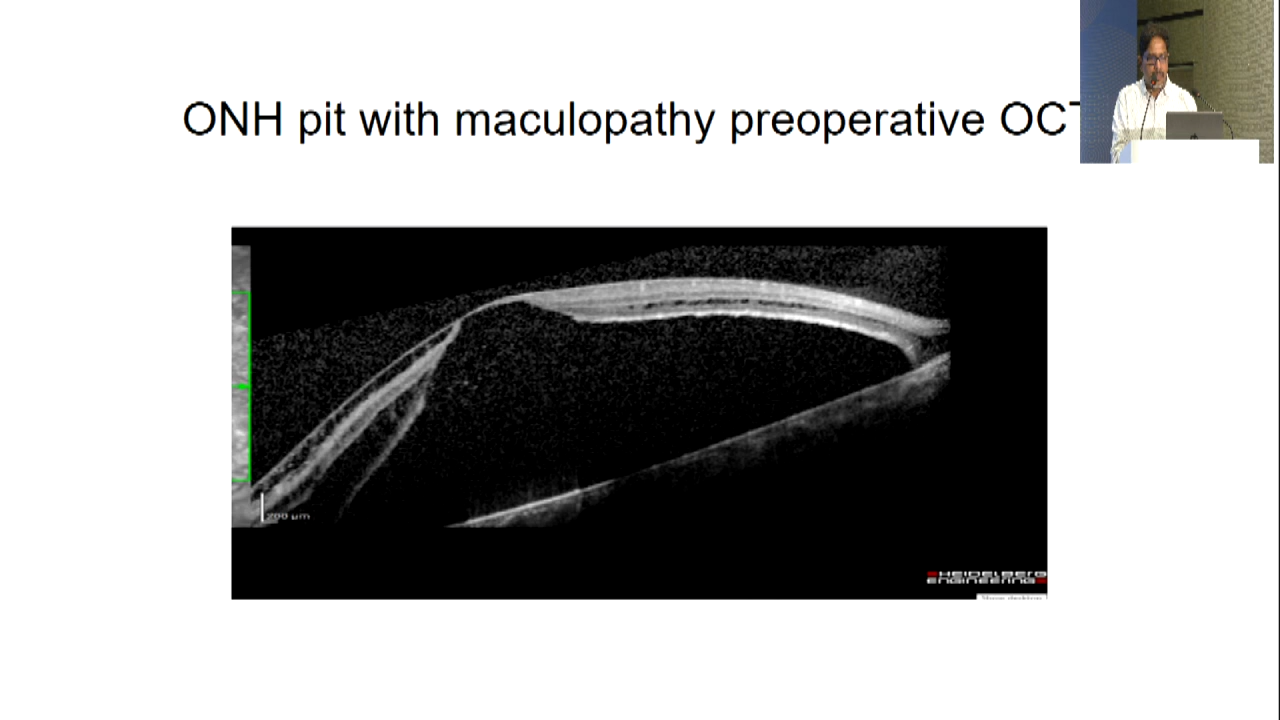 ONH pit with maculopathy preoperative OCT
200 µm
HEIDELBERG
ENGINEERING